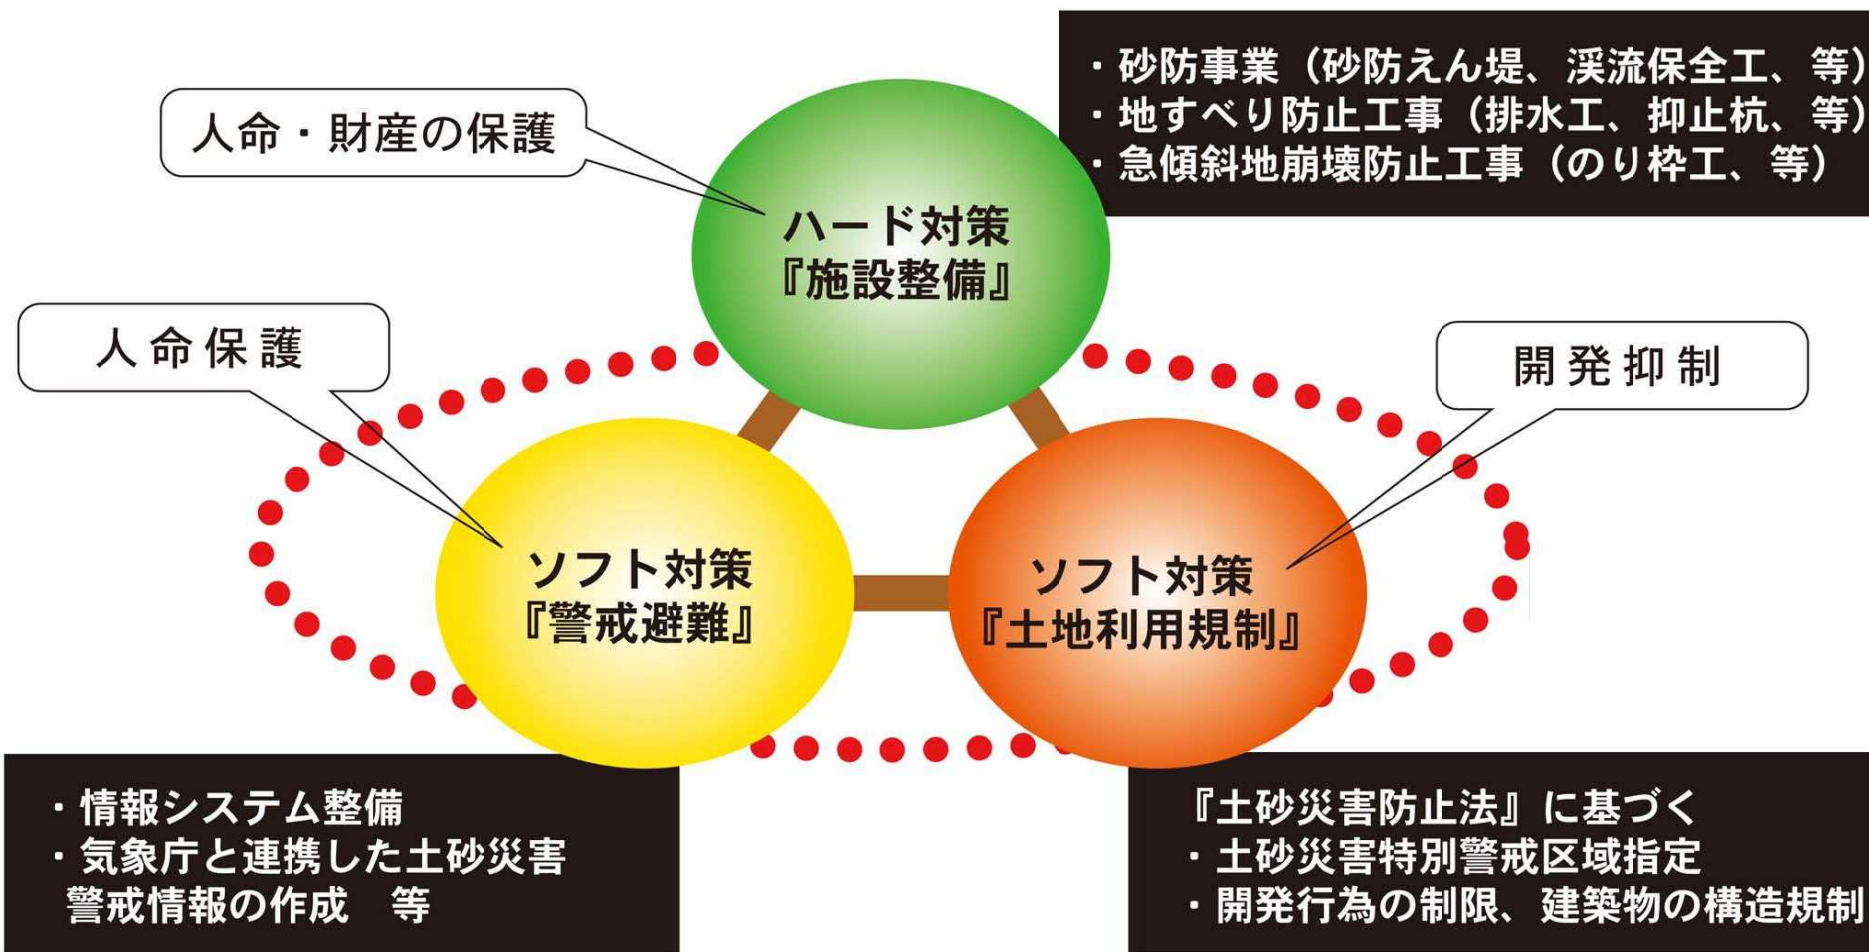 ・砂防事業（砂防えん堤、渓流保全工、等）
・地すべり防止工事（排水工、抑止杭、等）
・急傾斜地崩壊防止工事（のり枠工、等）
人命・財産の保護
ハード対策
『施設整備』
人命保護
開発抑制
ソフト対策
『警戒避難』
ソフト対策
『土地利用規制』
・情報システム整備
・気象庁と連携した土砂災害
警戒情報の作成　等
『土砂災害防止法』に基づく
・土砂災害特別警戒区域指定
・開発行為の制限、建築物の構造規制